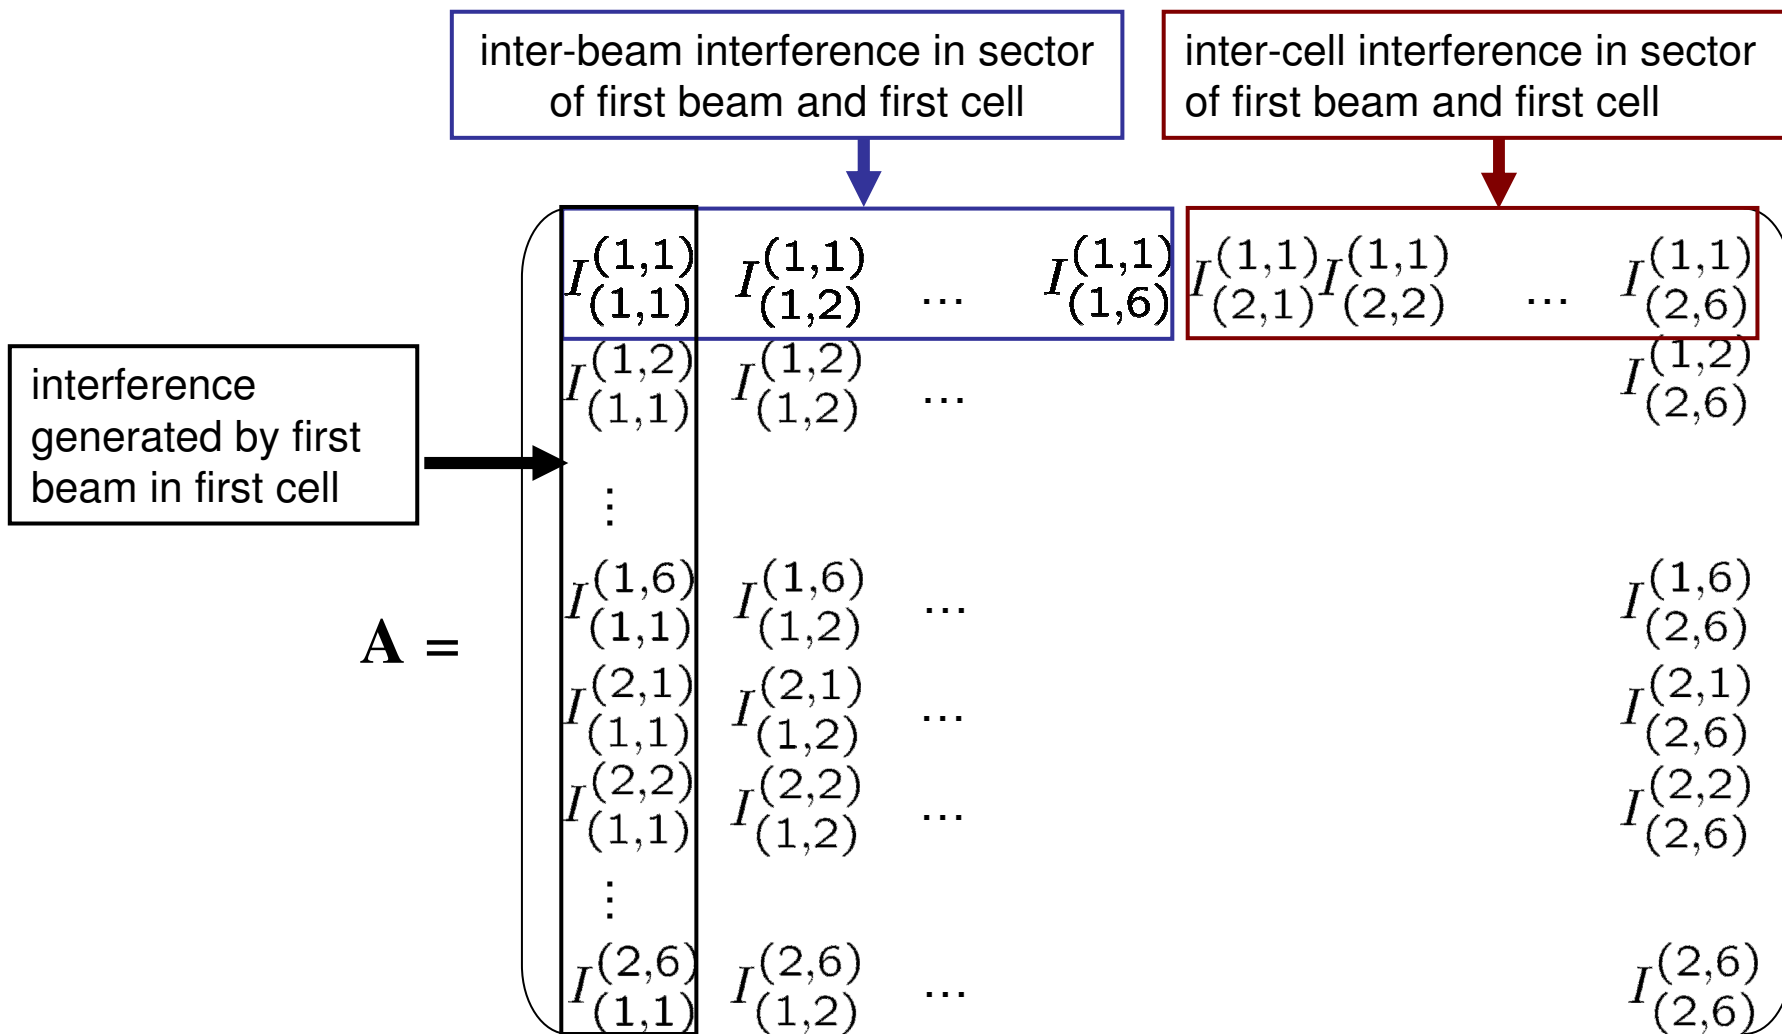 inter-beam interference in sector
of first beam and first cell
inter-cell interference in sector
of first beam and first cell
I^{(1,1)}_{(1,1)} I^{(1,1)}_{(1,2)} ... I^{(1,1)}_{(1,6)} I^{(1,1)}_{(2,1)} I^{(1,1)}_{(2,2)} ... I^{(1,1)}_{(2,6)}
I^{(1,2)}_{(1,1)} I^{(1,2)}_{(1,2)} ... I^{(1,2)}_{(2,6)}
interference
generated by first
beam in first cell
⋮
I^{(1,6)}_{(1,1)} I^{(1,6)}_{(1,2)} ... I^{(1,6)}_{(2,6)}
A =
I^{(2,1)}_{(1,1)} I^{(2,1)}_{(1,2)} ... I^{(2,1)}_{(2,6)}
I^{(2,2)}_{(1,1)} I^{(2,2)}_{(1,2)} ... I^{(2,2)}_{(2,6)}
⋮
I^{(2,6)}_{(1,1)} I^{(2,6)}_{(1,2)} ... I^{(2,6)}_{(2,6)}